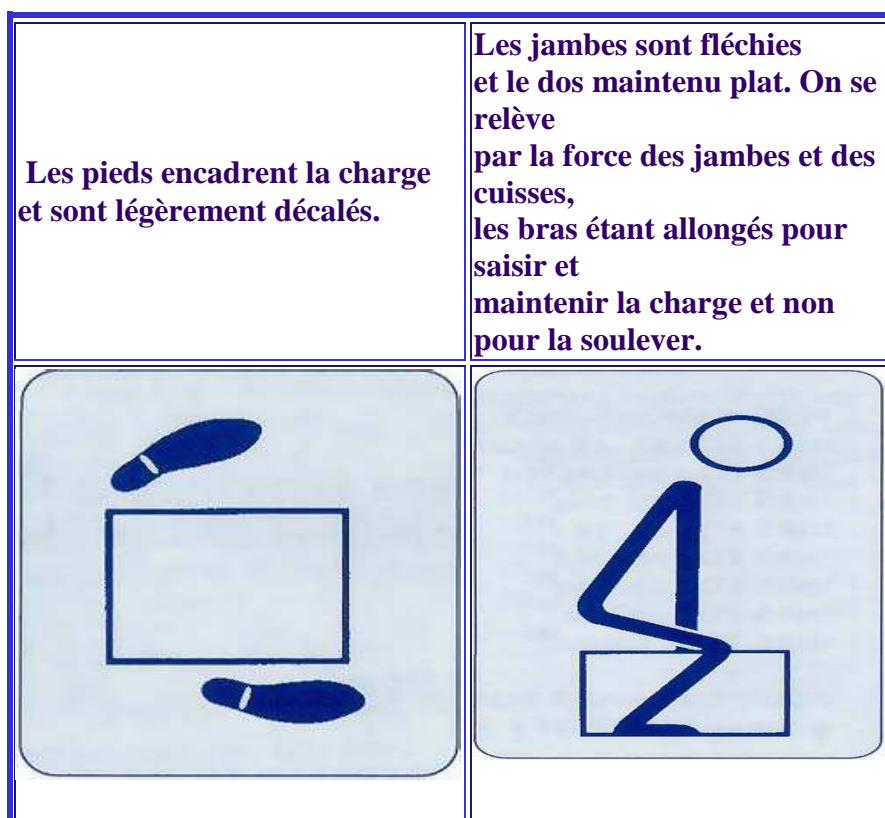 Les pieds encadrent la charge
et sont légèrement décalés.
Les jambes sont fléchies
et le dos maintenu plat. On se
relève
par la force des jambes et des
cuisses,
les bras étant allongés pour
saisir et
maintenir la charge et non
pour la soulever.